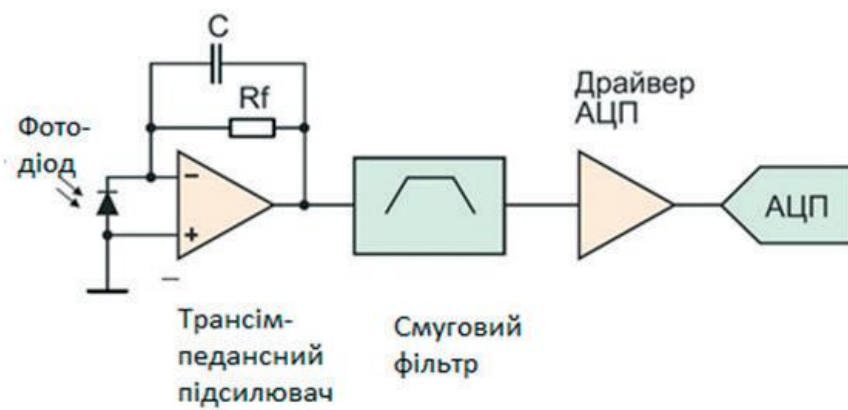 C
Rf
Фото-
діод
−
+
–
Драйвер
АЦП
АЦП
Трансім-
педансний
підсилювач
Смуговий
фільтр